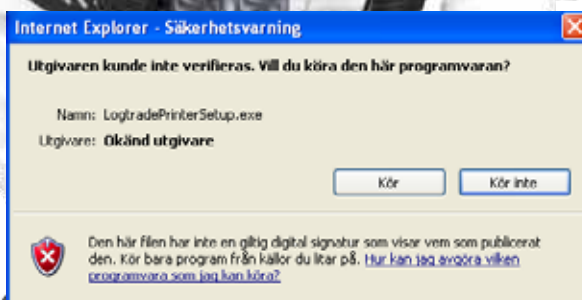 Internet Explorer - Säkerhetsvarning
Utgivaren kunde inte verifieras. Vill du köra den här programvaran?
Namn: LogtradePrinterSetup.exe
Utgivare: Okänd utgivare
Kör
Kör inte
Den här filen har inte en giltig digital signatur som visar vem som publicerat
den. Kör bara program från källor du litar på. Hur kan jag avgöra vilken
programvara som jag kan köra?